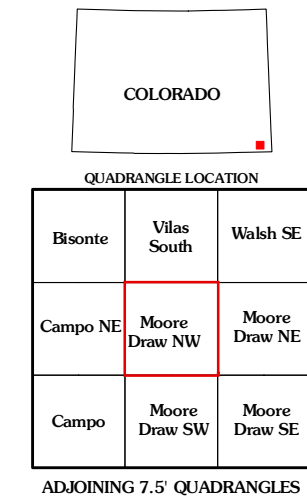 COLORADO
QUADRANGLE LOCATION
Bisonte
Vilas
South
Walsh SE
Campo NE
Moore
Draw NW
Moore
Draw NE
Campo
Moore
Draw SW
Moore
Draw SE
ADJOINING 7.5' QUADRANGLES